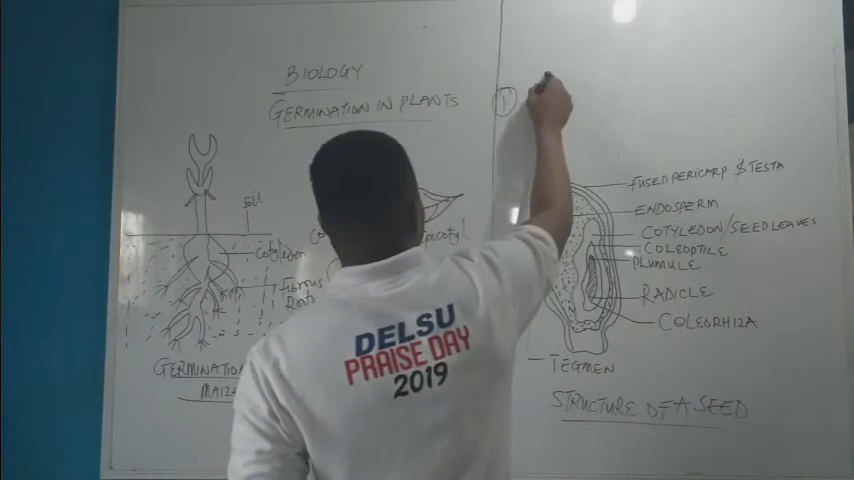 BIOLOGY
GERMINATION IN PLANTS
1
soil
Cotyledon
Fibrous
Roots
GERMINATION
MAIZE
FUSED PERICARP & TESTA
ENDOSPERM
COTYLEDON/SEED LEAVES
COLEOPTILE
PLUMULE
RADICLE
COLEORHIZA
TEGMEN
STRUCTURE OF A SEED
DELSU
PRAISE DAY
2019